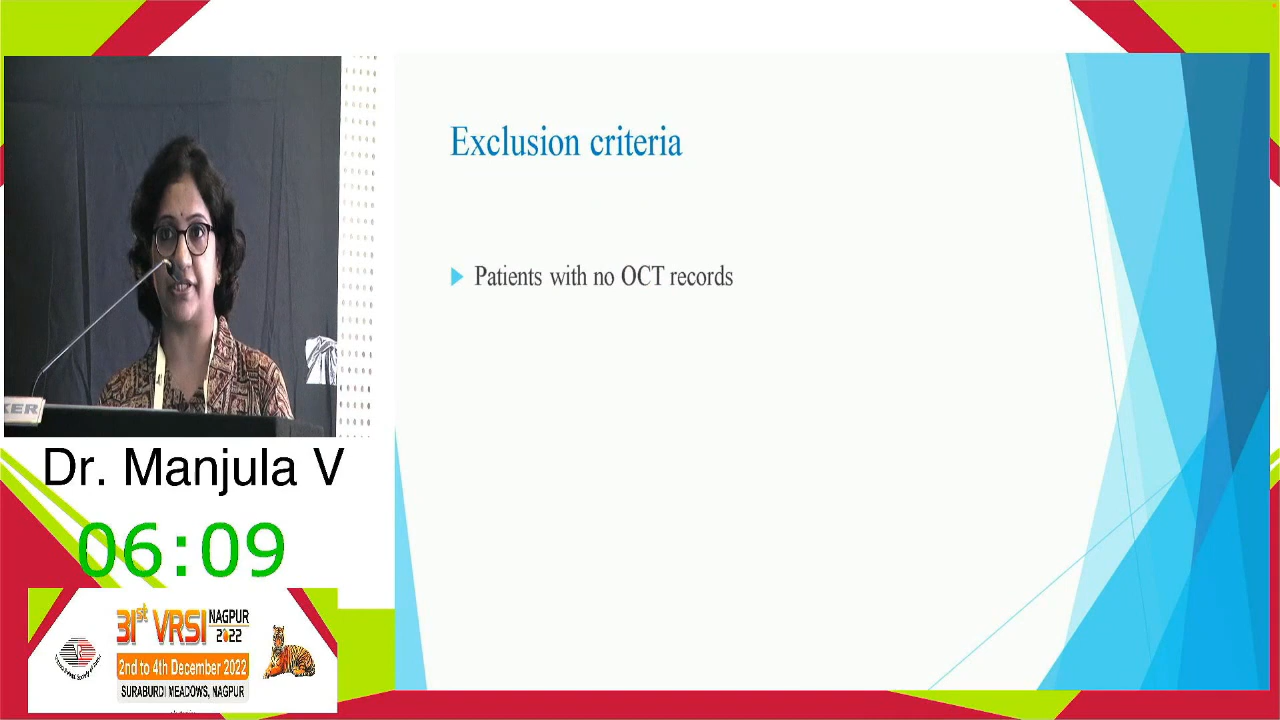 Exclusion criteria
Patients with no OCT records
KER
Dr. Manjula V
06:09
31st VRSI NAGPUR 2022
2nd to 4th December 2022
SURABURDI MEADOWS, NAGPUR